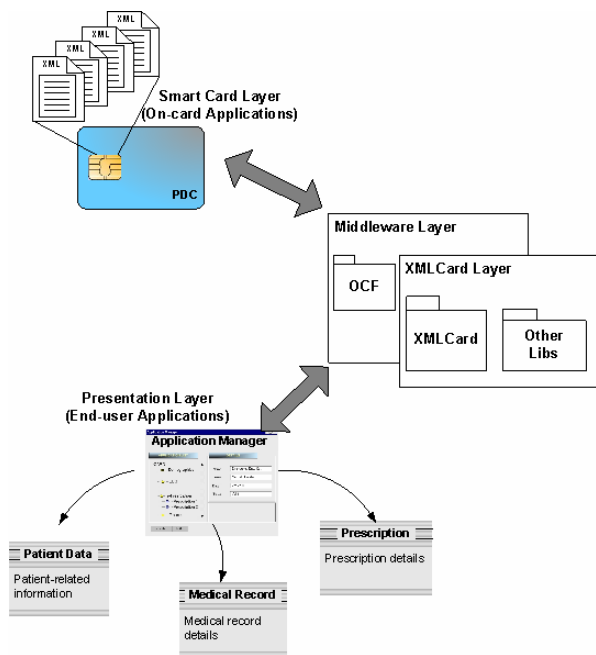 XML
XML
XML
XML
Smart Card Layer
(On-card Applications)
PDC
Middleware Layer
OCF
XMLCard Layer
XMLCard
Other
Libs
Presentation Layer
(End-user Applications)
Application Manager
Patient Data
Patient-related
information
Medical Record
Medical record
details
Prescription
Prescription details